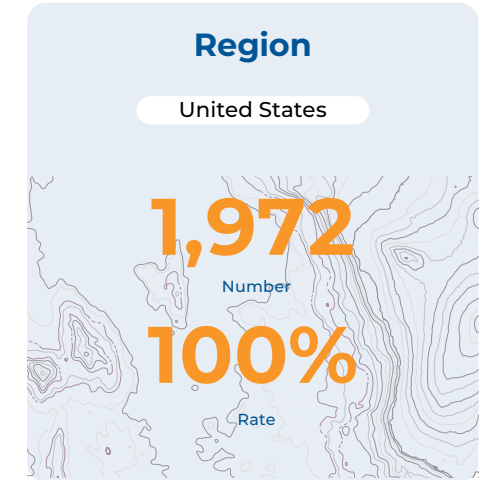 Region
United States
1,972
Number
100%
Rate